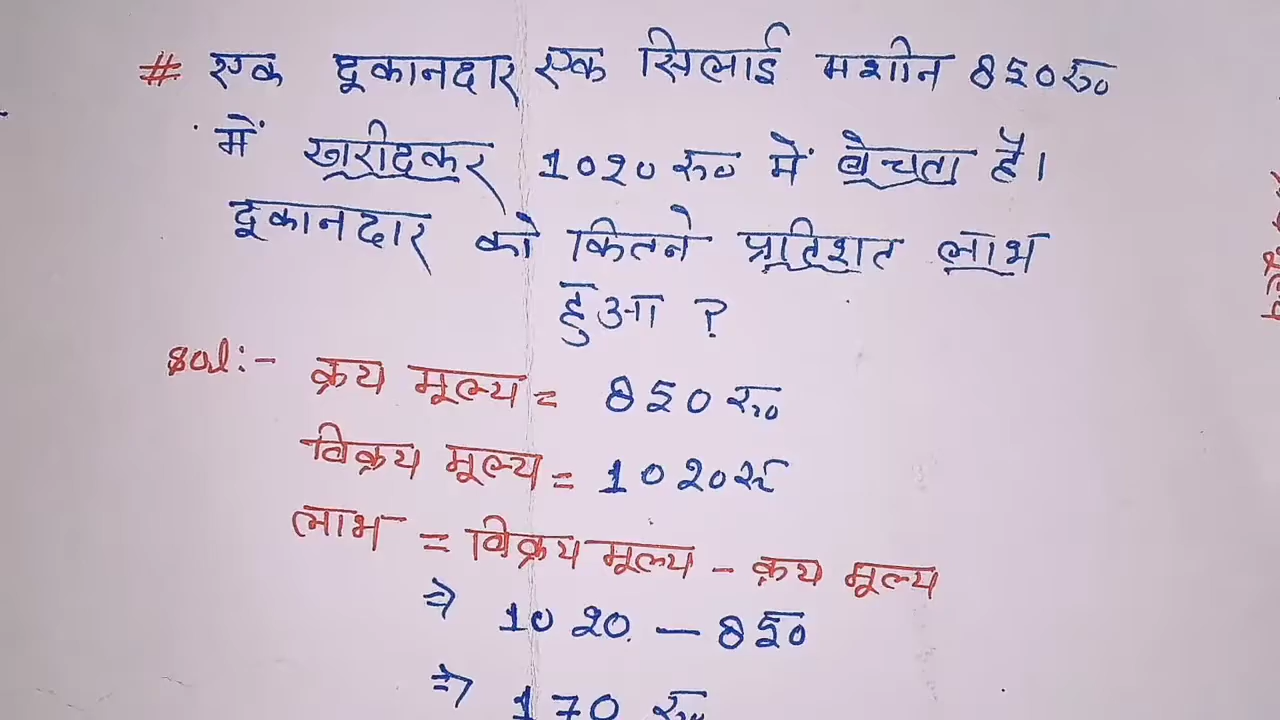 # एक दूकानदार एक सिलाई मशीन 850रु०
में खरीदकर 1020 रु० में बेचता है।
दूकानदार को कितने प्रतिशत लाभ
हुआ ?
Sol:- क्रय मूल्य = 850 रु०
विक्रय मूल्य = 1020रु
लाभ = विक्रय मूल्य - क्रय मूल्य
⇒ 1020 - 850
⇒ 170 रु०